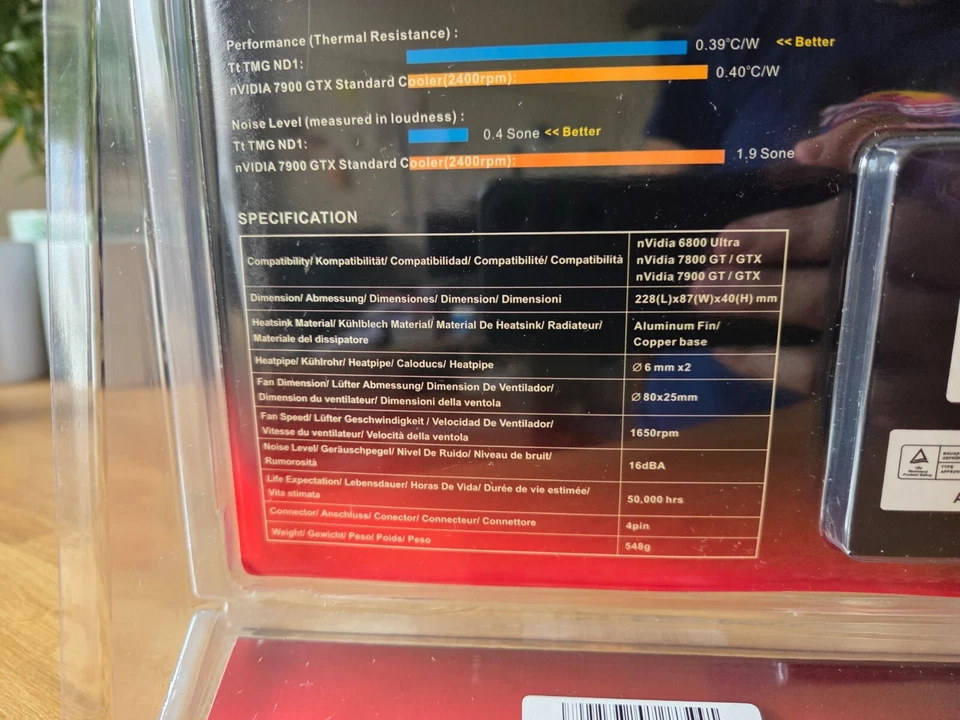 Performance (Thermal Resistance) :
Tt TMG ND1: 0.39°C/W << Better
nVIDIA 7900 GTX Standard Cooler(2400rpm): 0.40°C/W
Noise Level (measured in loudness) :
Tt TMG ND1: 0.4 Sone << Better
nVIDIA 7900 GTX Standard Cooler(2400rpm): 1.9 Sone
SPECIFICATION
Compatibility/ Kompatibilität/ Compatibilidad/ Compatibilité/ Compatibilità
nVidia 6800 Ultra
nVidia 7800 GT / GTX
nVidia 7900 GT / GTX
Dimension/ Abmessung/ Dimensiones/ Dimension/ Dimensioni
228(L)x87(W)x40(H) mm
Heatsink Material/ Kühlblech Material/ Material De Heatsink/ Radiateur/
Materiale del dissipatore
Aluminum Fin/
Copper base
Heatpipe/ Kühlrohr/ Heatpipe/ Caloducs/ Heatpipe
∅ 6 mm x2
Fan Dimension/ Lüfter Abmessung/ Dimension De Ventilador/
Dimension du ventilateur/ Dimensioni della ventola
∅ 80x25mm
Fan Speed/ Lüfter Geschwindigkeit / Velocidad De Ventilador/
Vitesse du ventilateur/ Velocità della ventola
1650rpm
Noise Level/ Geräuschpegel/ Nivel De Ruido/ Niveau de bruit/
Rumorosità
16dBA
Life Expectation/ Lebensdauer/ Horas De Vida/ Durée de vie estimée/
Vita stimata
50,000 hrs
Connector/ Anschluss/ Conector/ Connecteur/ Connettore
4pin
Weight/ Gewicht/ Peso/ Poids/ Peso
548g